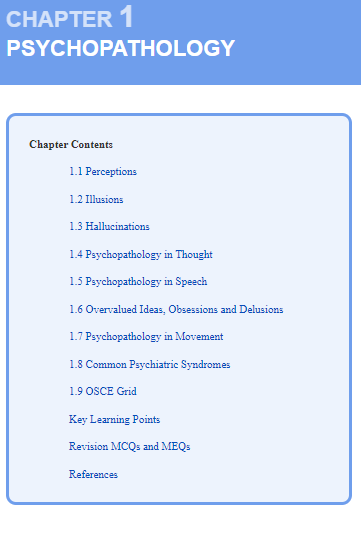 CHAPTER 1
PSYCHOPATHOLOGY
Chapter Contents
1.1 Perceptions
1.2 Illusions
1.3 Hallucinations
1.4 Psychopathology in Thought
1.5 Psychopathology in Speech
1.6 Overvalued Ideas, Obsessions and Delusions
1.7 Psychopathology in Movement
1.8 Common Psychiatric Syndromes
1.9 OSCE Grid
Key Learning Points
Revision MCQs and MEQs
References